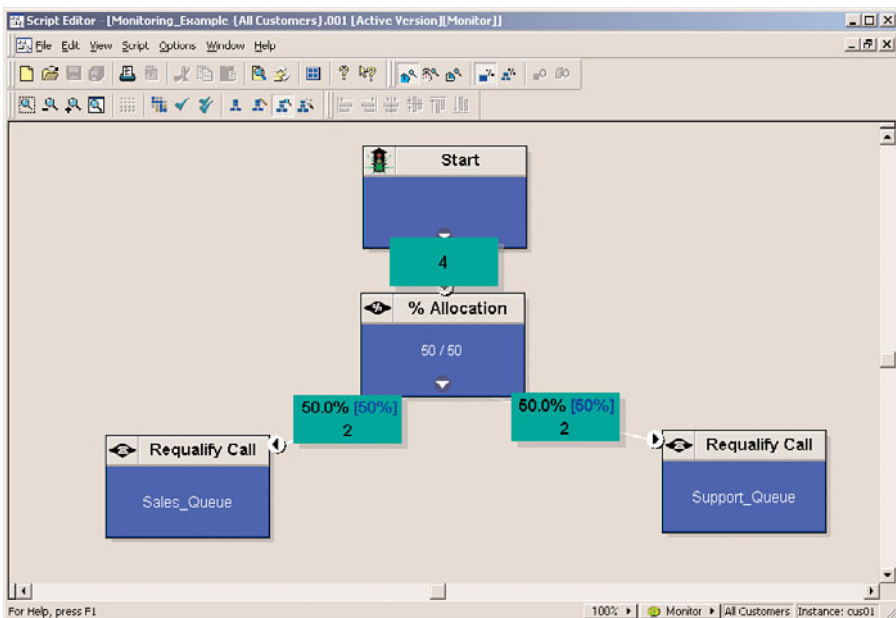 Script Editor - [Monitoring_Example {All Customers}.001 [Active Version][Monitor]]
File Edit View Script Options Window Help
Start
4
% Allocation
50 / 50
50.0% [50%]
2
50.0% [50%]
2
Requalify Call
Sales_Queue
Requalify Call
Support_Queue
For Help, press F1
100% Monitor All Customers Instance: cus01